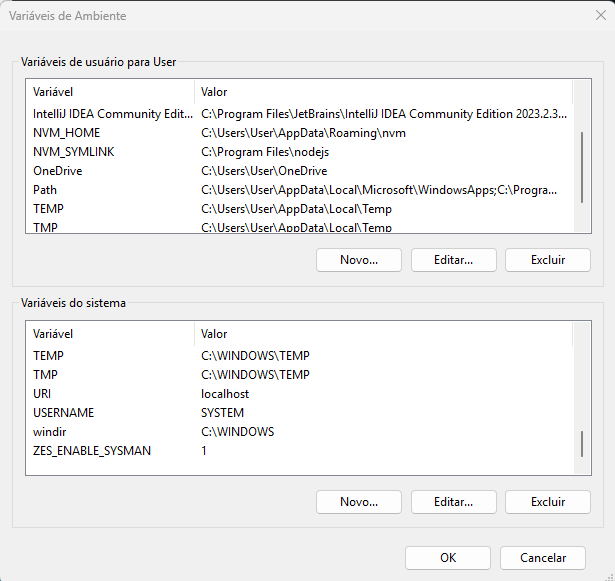 Variáveis de Ambiente
Variáveis de usuário para User
Variável Valor
IntelliJ IDEA Community Edit... C:\Program Files\JetBrains\IntelliJ IDEA Community Edition 2023.2.3...
NVM_HOME C:\Users\User\AppData\Roaming\nvm
NVM_SYMLINK C:\Program Files\nodejs
OneDrive C:\Users\User\OneDrive
Path C:\Users\User\AppData\Local\Microsoft\WindowsApps;C:\Progra...
TEMP C:\Users\User\AppData\Local\Temp
TMP C:\Users\User\AppData\Local\Temp
Novo... Editar... Excluir
Variáveis do sistema
Variável Valor
TEMP C:\WINDOWS\TEMP
TMP C:\WINDOWS\TEMP
URI localhost
USERNAME SYSTEM
windir C:\WINDOWS
ZES_ENABLE_SYSMAN 1
Novo... Editar... Excluir
OK Cancelar